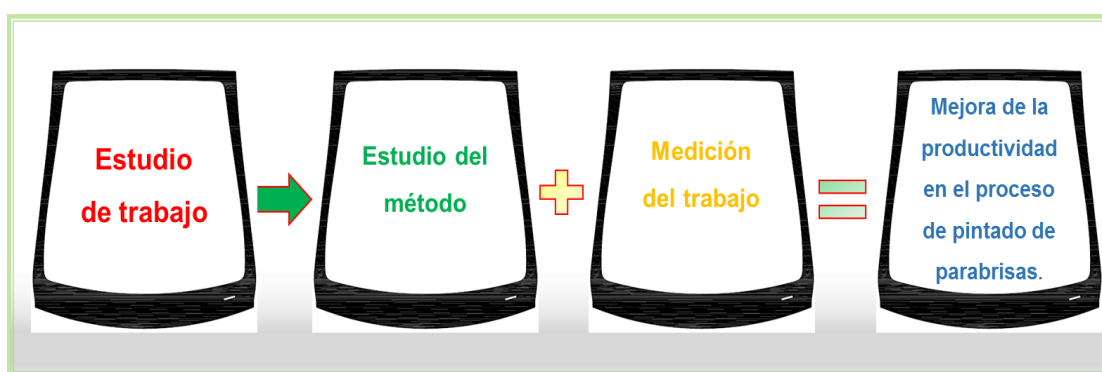 Estudio
de trabajo
Estudio del
método
Medición
del trabajo
Mejora de la
productividad
en el proceso
de pintado de
parabrisas.